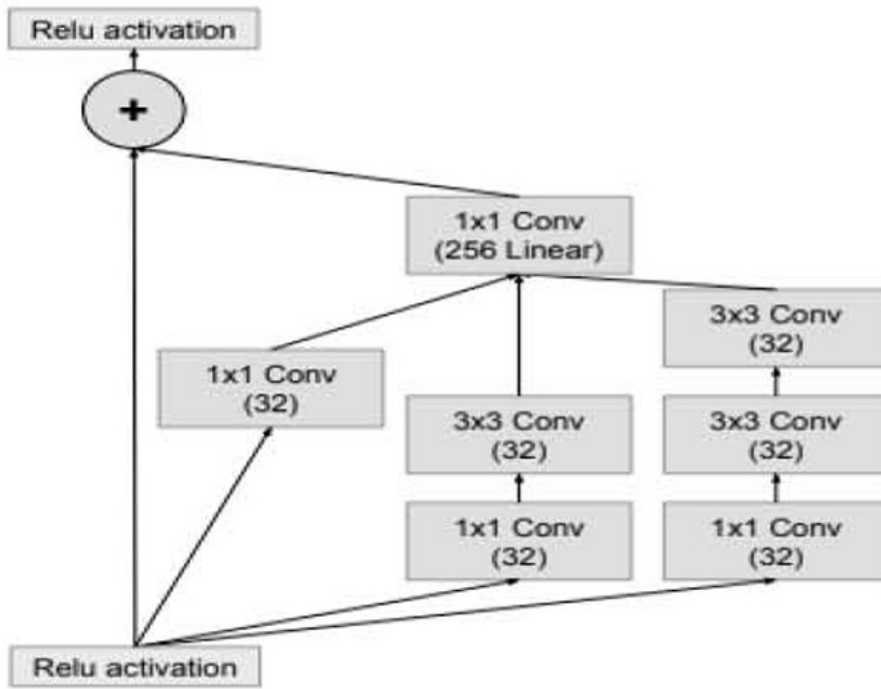 Relu activation
+
1x1 Conv
(256 Linear)
3x3 Conv
(32)
1x1 Conv
(32)
3x3 Conv
(32)
3x3 Conv
(32)
1x1 Conv
(32)
1x1 Conv
(32)
Relu activation